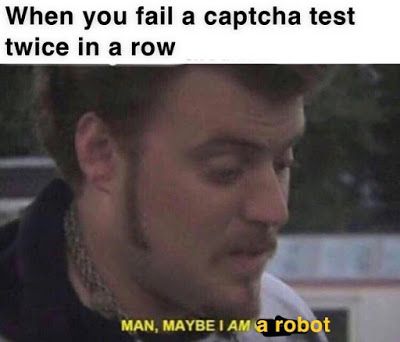 When you fail a captcha test
twice in a row
MAN, MAYBE I AM a robot